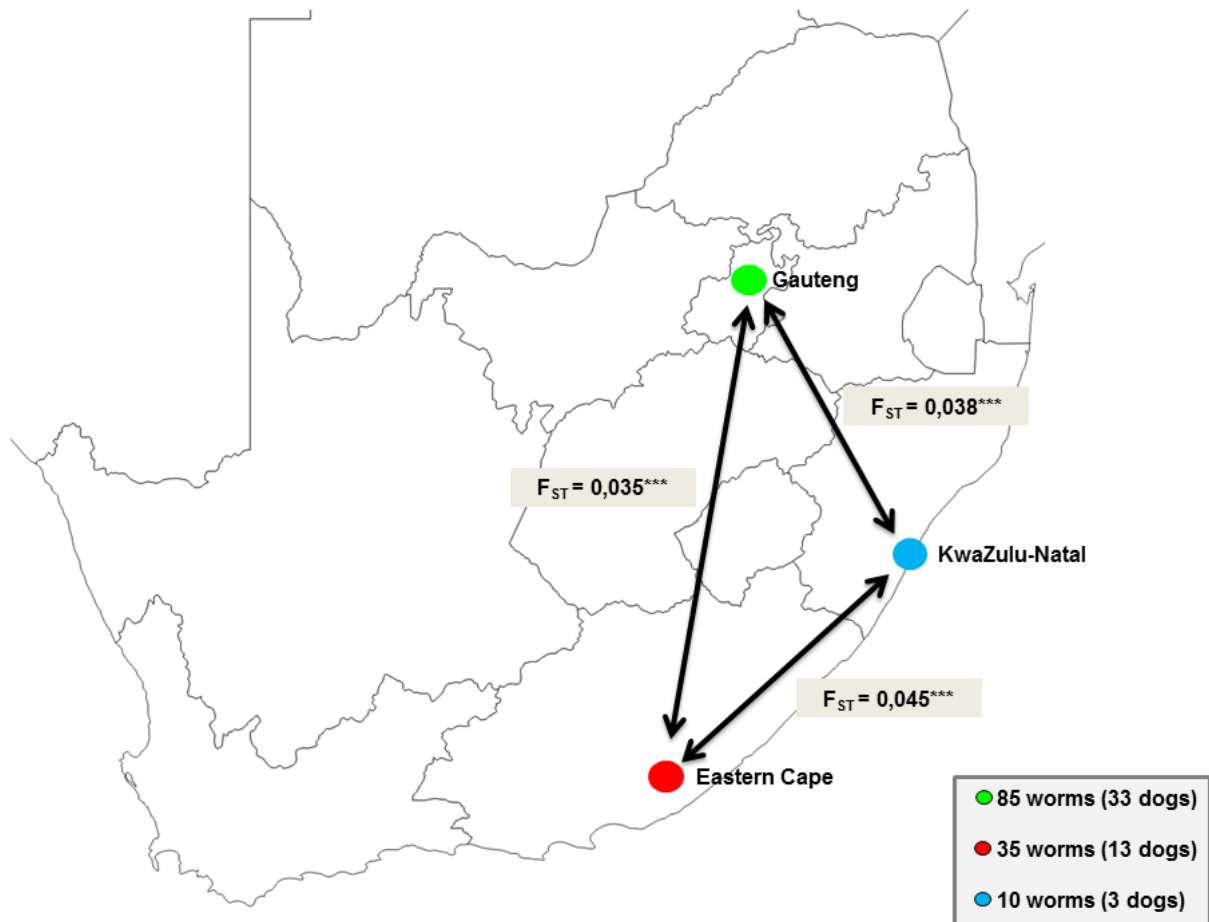 Gauteng
F_ST = 0,038***
F_ST = 0,035***
KwaZulu-Natal
F_ST = 0,045***
Eastern Cape
85 worms (33 dogs)
35 worms (13 dogs)
10 worms (3 dogs)